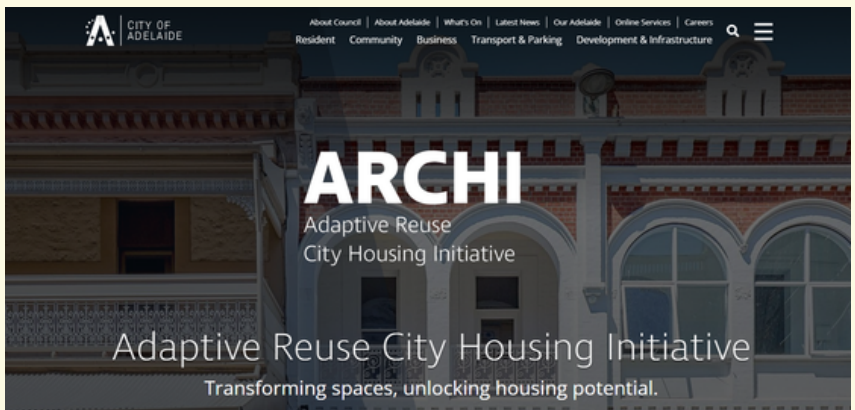 CITY OF
ADELAIDE
About Council | About Adelaide | What's On | Latest News | Our Adelaide | Online Services | Careers
Resident Community Business Transport & Parking Development & Infrastructure
ARCHI
Adaptive Reuse
City Housing Initiative
Adaptive Reuse City Housing Initiative
Transforming spaces, unlocking housing potential.